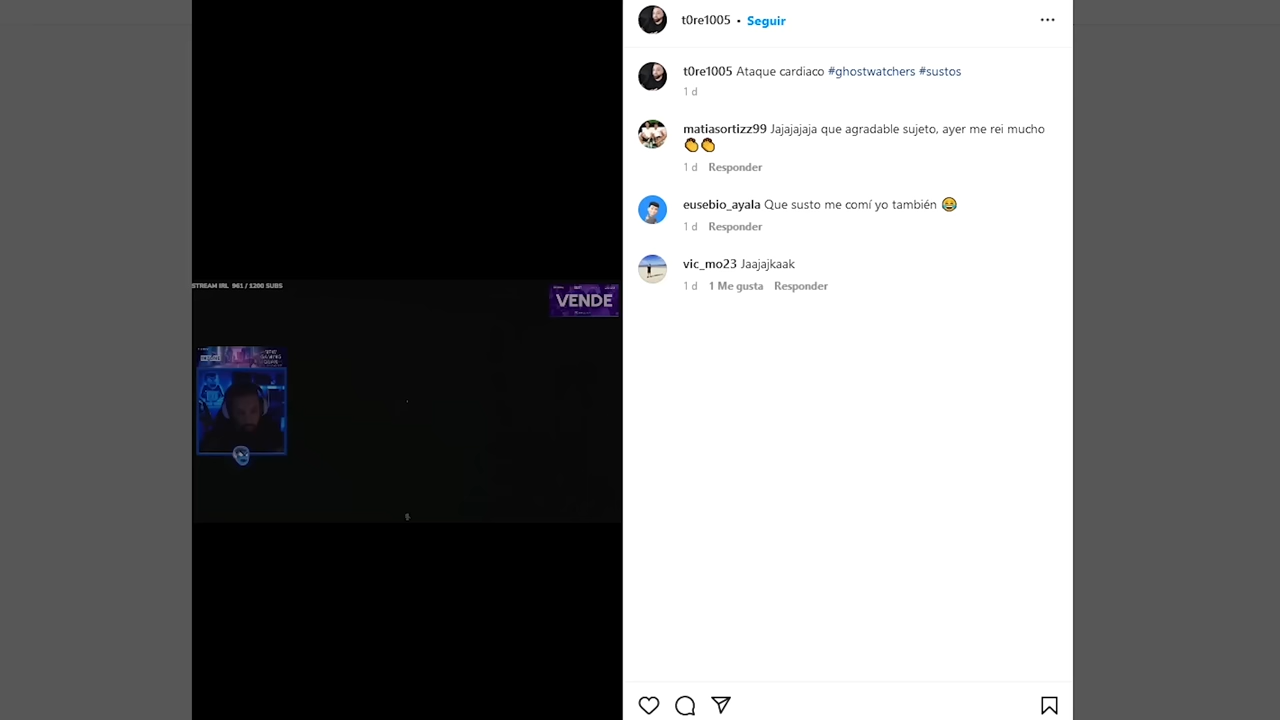 t0re1005 • Seguir
t0re1005 Ataque cardiaco #ghostwatchers #sustos
1 d
matiasortizz99 Jajajajaja que agradable sujeto, ayer me rei mucho
👏👏
1 d Responder
eusebio_ayala Que susto me comí yo también 😂
1 d Responder
vic_mo23 Jaajajkaak
1 d 1 Me gusta Responder
STREAM IRL 961 / 1200 SUBS
VENDE